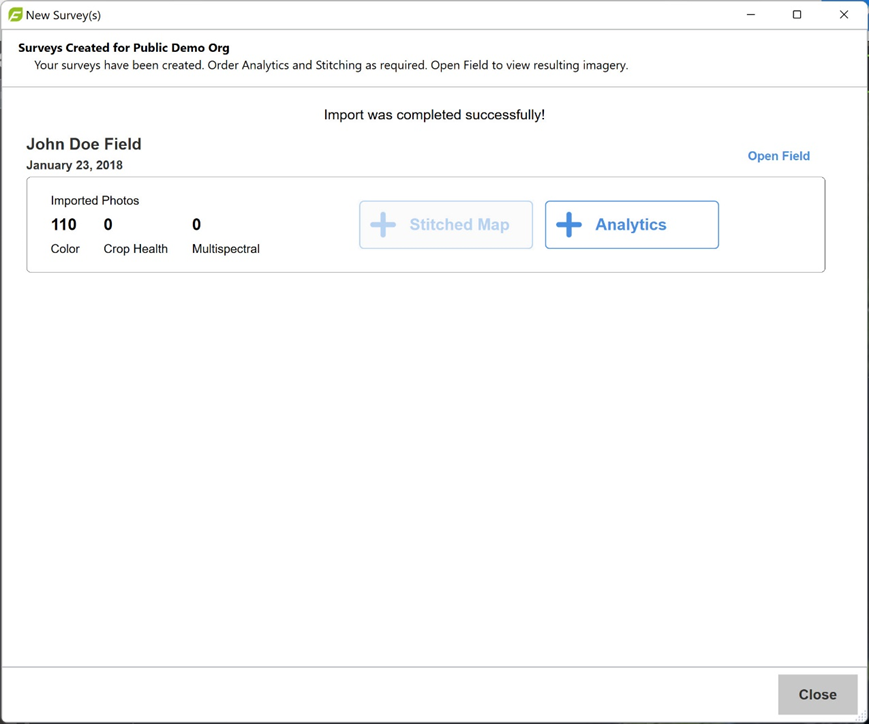 New Survey(s)
Surveys Created for Public Demo Org
Your surveys have been created. Order Analytics and Stitching as required. Open Field to view resulting imagery.
Import was completed successfully!
John Doe Field
January 23, 2018
Open Field
Imported Photos
110 0 0
Color Crop Health Multispectral
Stitched Map
Analytics
Close